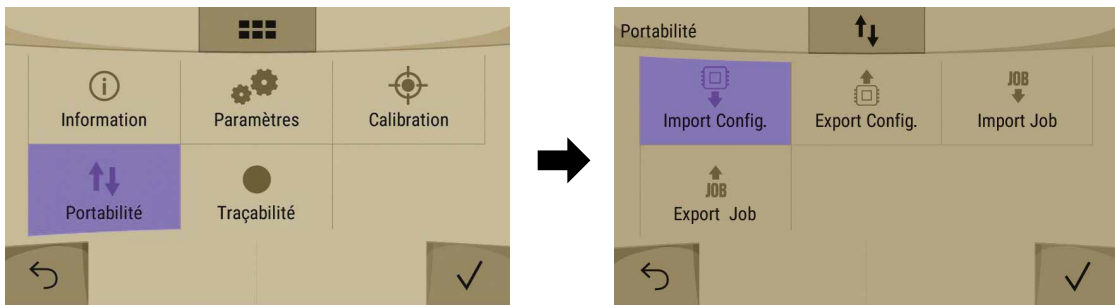 Information
Paramètres
Calibration
Portabilité
Traçabilité
Portabilité
Import Config.
Export Config.
JOB
Import Job
JOB
Export Job